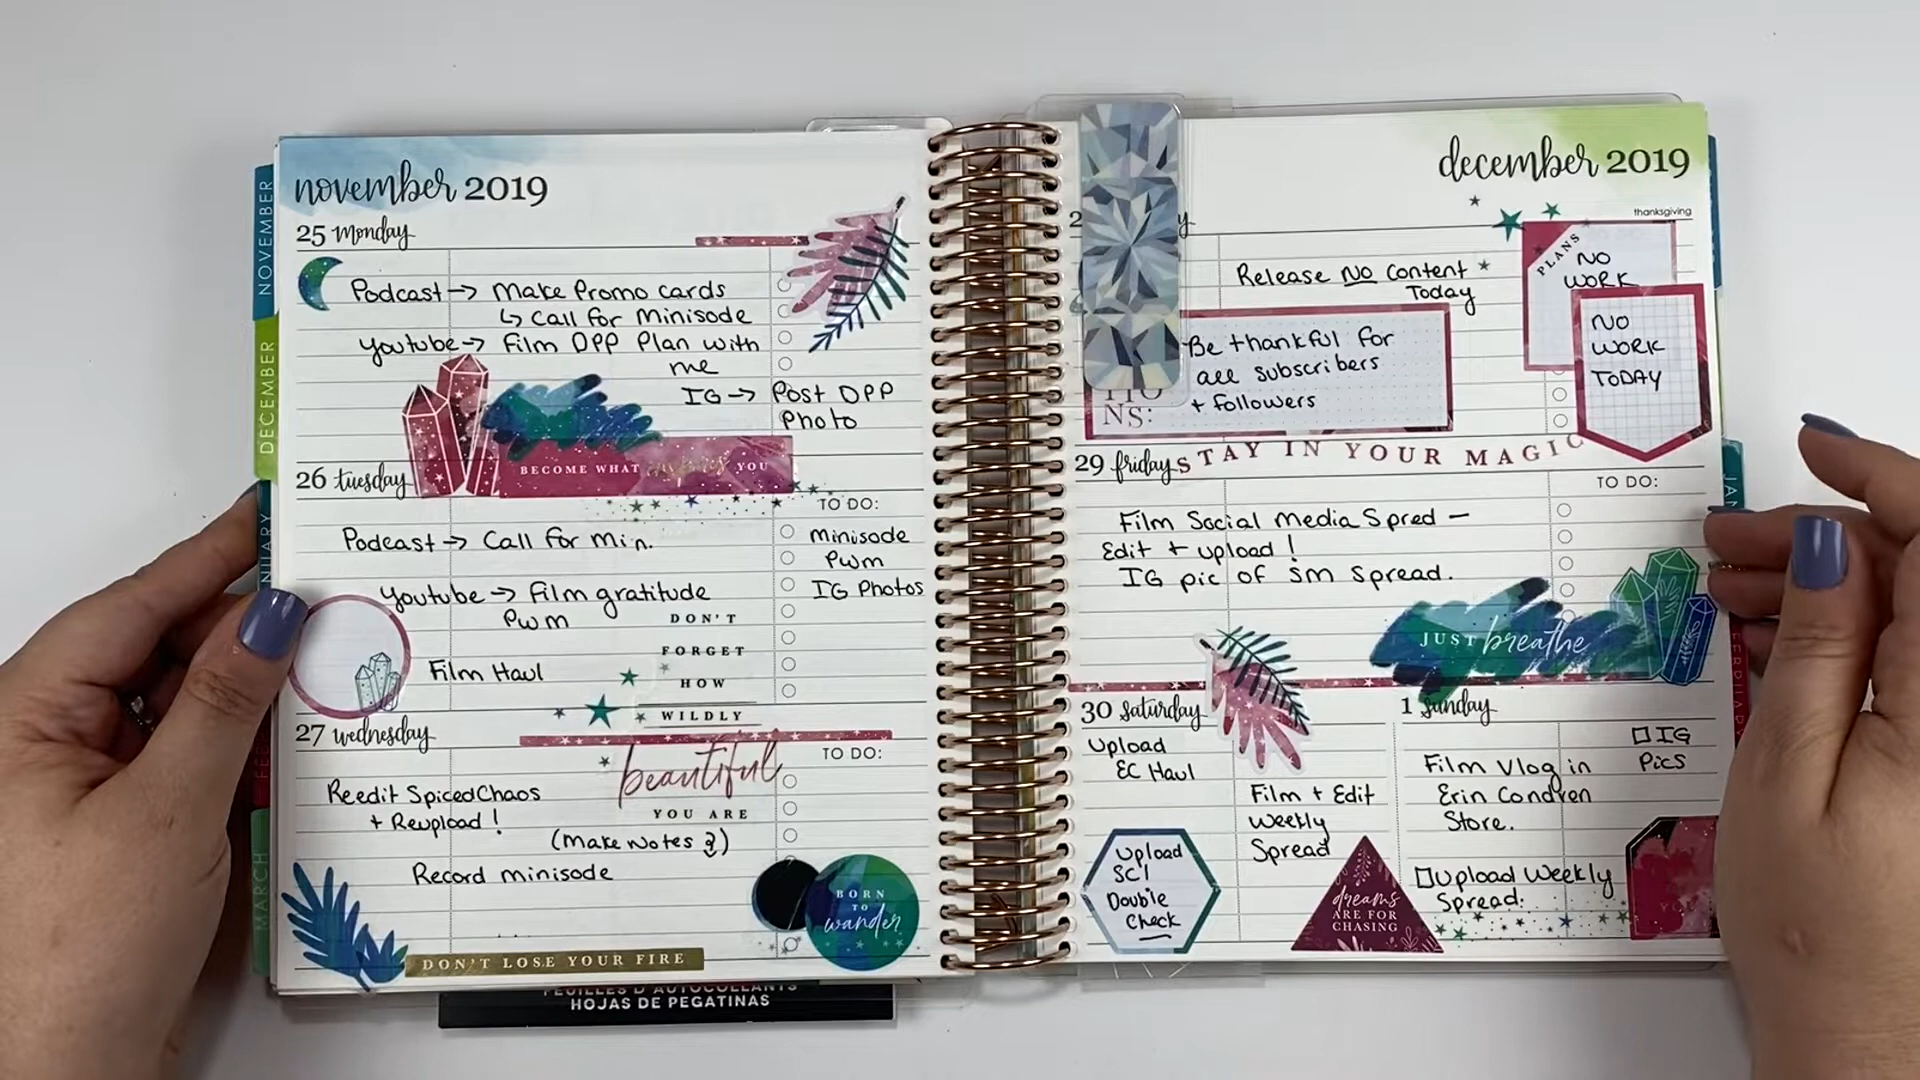 november 2019
25 monday
Podcast → Make Promo cards
↳ Call for Minisode
Youtube → Film DPP Plan with
me
IG → Post DPP
Photo
BECOME WHAT inspires YOU
26 tuesday
TO DO:
Podcast → Call for Min.
Minisode
Pwm
Youtube → Film gratitude
Pwm
IG Photos
Film Haul
DON'T
FORGET
HOW
WILDLY
beautiful
YOU ARE
27 wednesday
TO DO:
Reedit SpicedChaos
+ Reupload !
(Make Notes )
Record minisode
BORN
TO
wander
DON'T LOSE YOUR FIRE
HOJAS DE PEGATINAS
FEUILLES D'AUTOCOLLANTS
NOVEMBER
DECEMBER
MARCH
december 2019
thanksgiving
Release NO Content
Today
PLANS
NO
WORK
NO
WORK
TODAY
Be thankful for
all subscribers
+ followers
NS:
STAY IN YOUR MAGIC
29 friday
TO DO:
Film Social Media Spred —
Edit + upload !
IG pic of SM Spread.
JUST breathe
30 saturday
Upload
EC Haul
Film + Edit
Weekly
Spread
Upload
SC1
Double
Check
dreams
ARE FOR
CHASING
1 sunday
☐ IG
Pics
Film Vlog in
Erin Condren
Store.
☐ Upload Weekly
Spread.